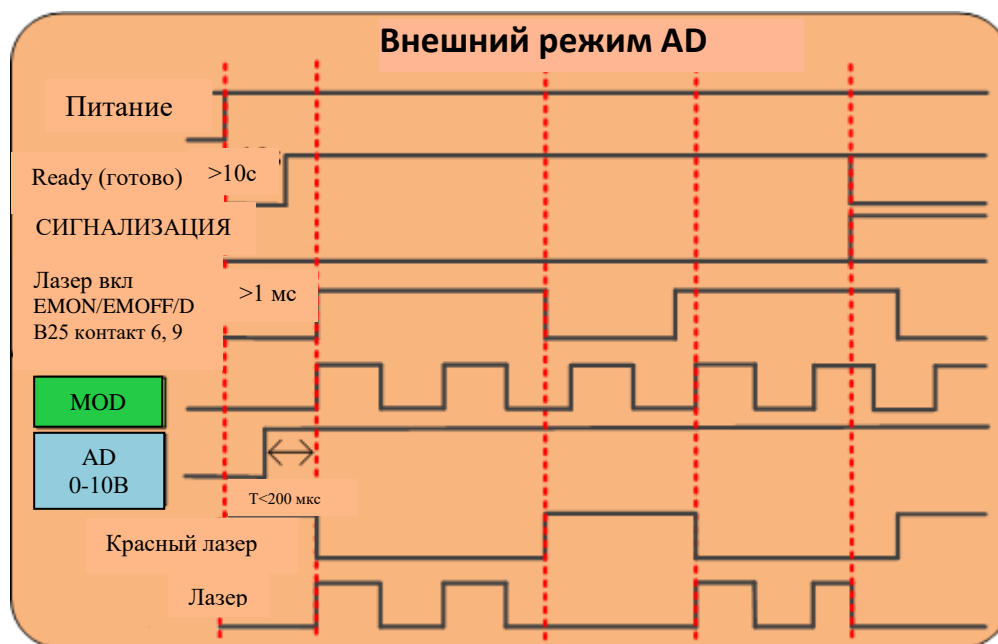 Внешний режим AD
Питание
Ready (готово)
>10с
СИГНАЛИЗАЦИЯ
Лазер вкл
EMON/EMOFF/D
B25 контакт 6, 9
>1 мс
MOD
AD
0-10В
T<200 мкс
Красный лазер
Лазер